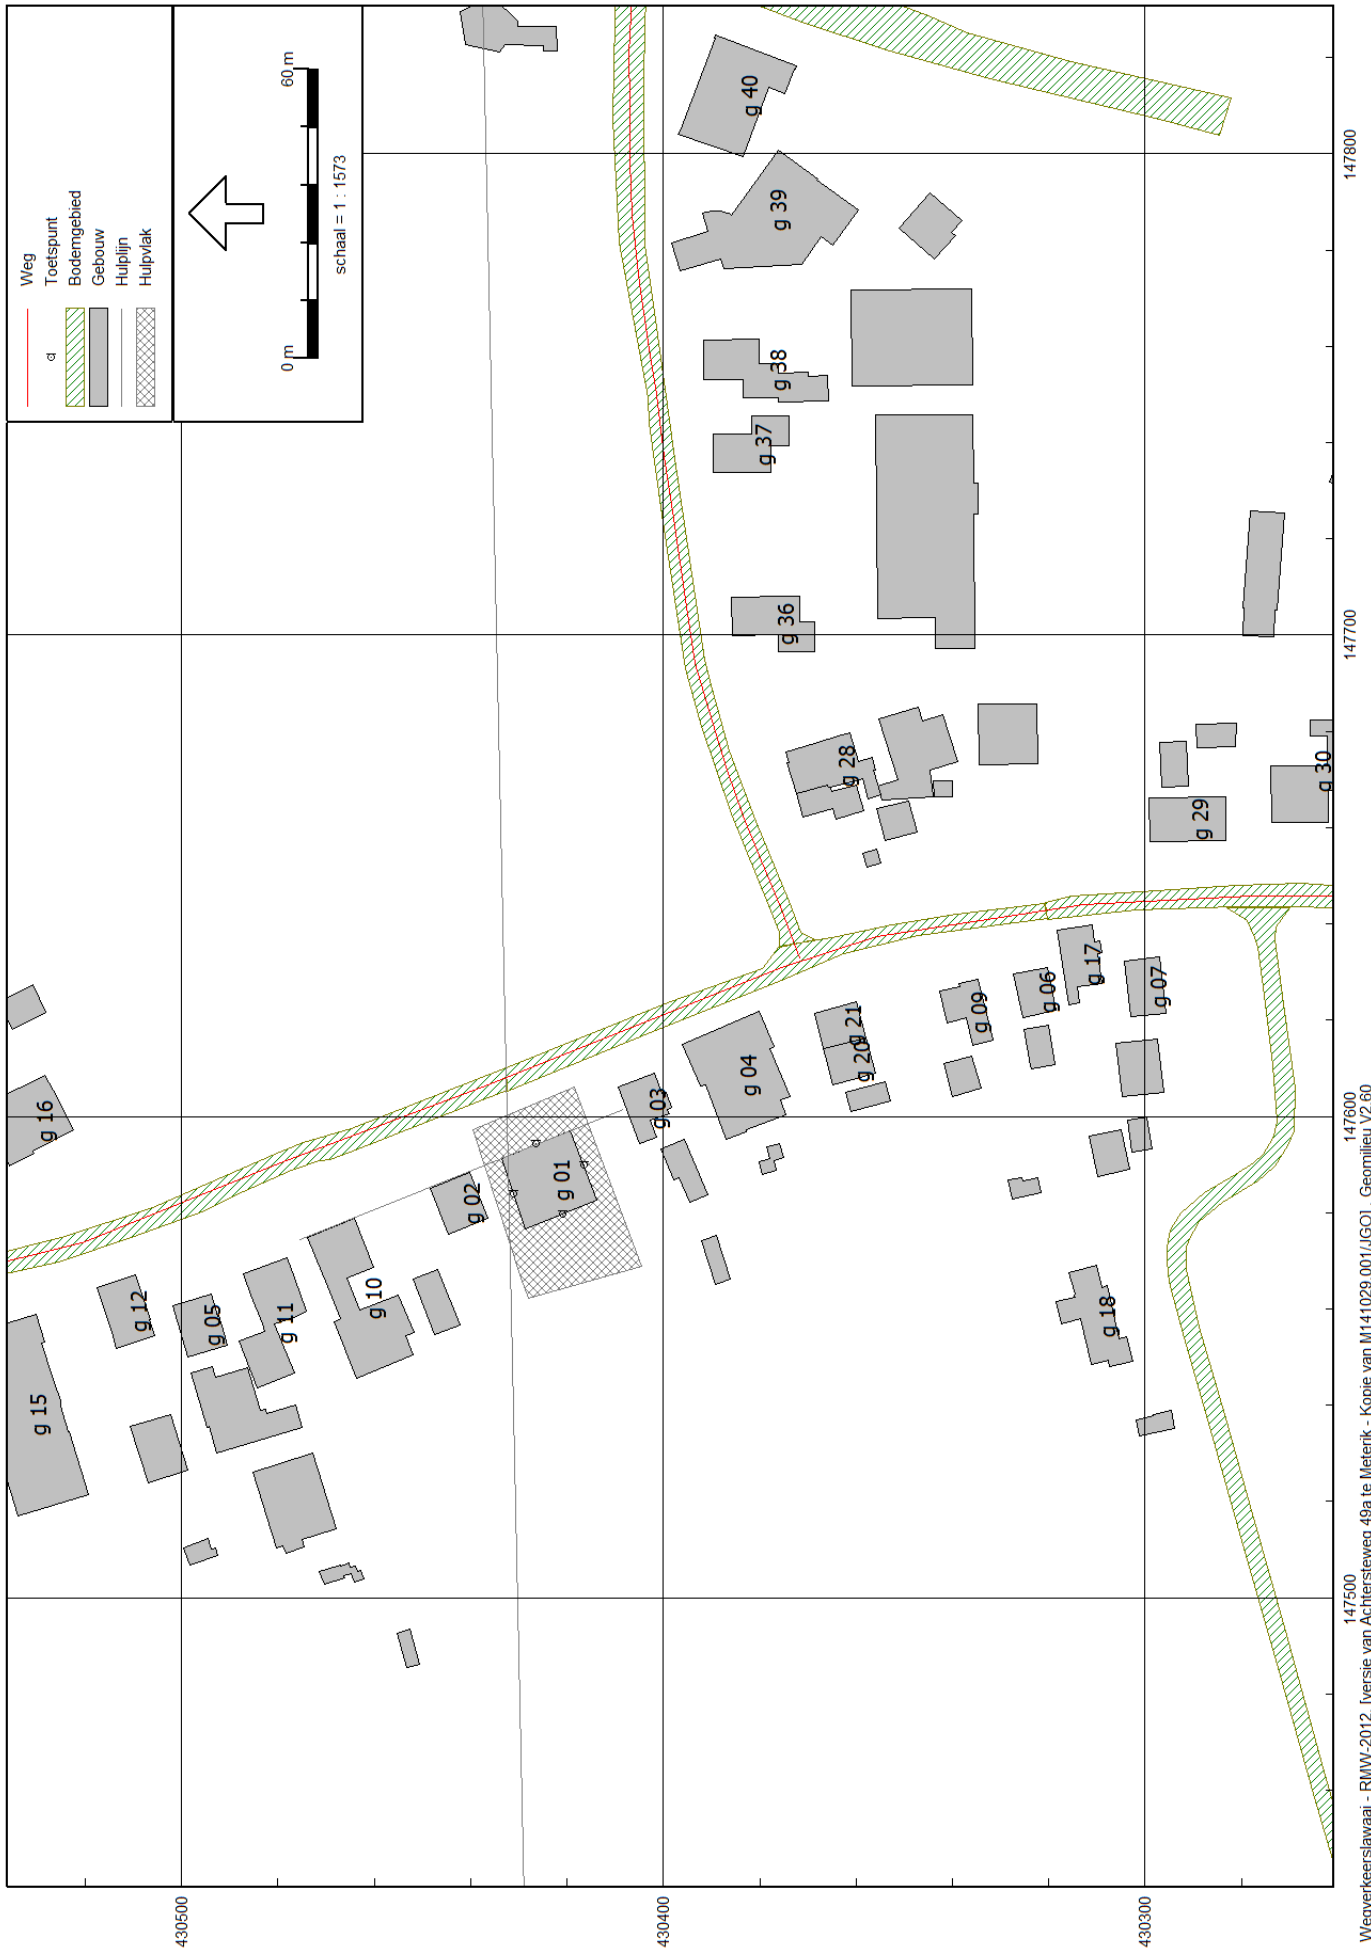 Weg
Toetspunt
Bodemgebied
Gebouw
Hulplijn
Hulpvlak
0 m
60 m
schaal = 1 : 1573
g 15
g 16
g 12
g 05
g 11
g 10
g 02
g 01
g 03
g 04
g 20
g 21
g 09
g 06
g 17
g 07
g 18
g 28
g 29
g 30
g 36
g 37
g 38
g 39
g 40
430500
430400
430300
147500
147600
147700
147800
Wegverkeerslawaai - RMW-2012, [versie van Achtersteweg 49a te Meterik - Kopie van M141029.001/JGO] , Geomilieu V2.60